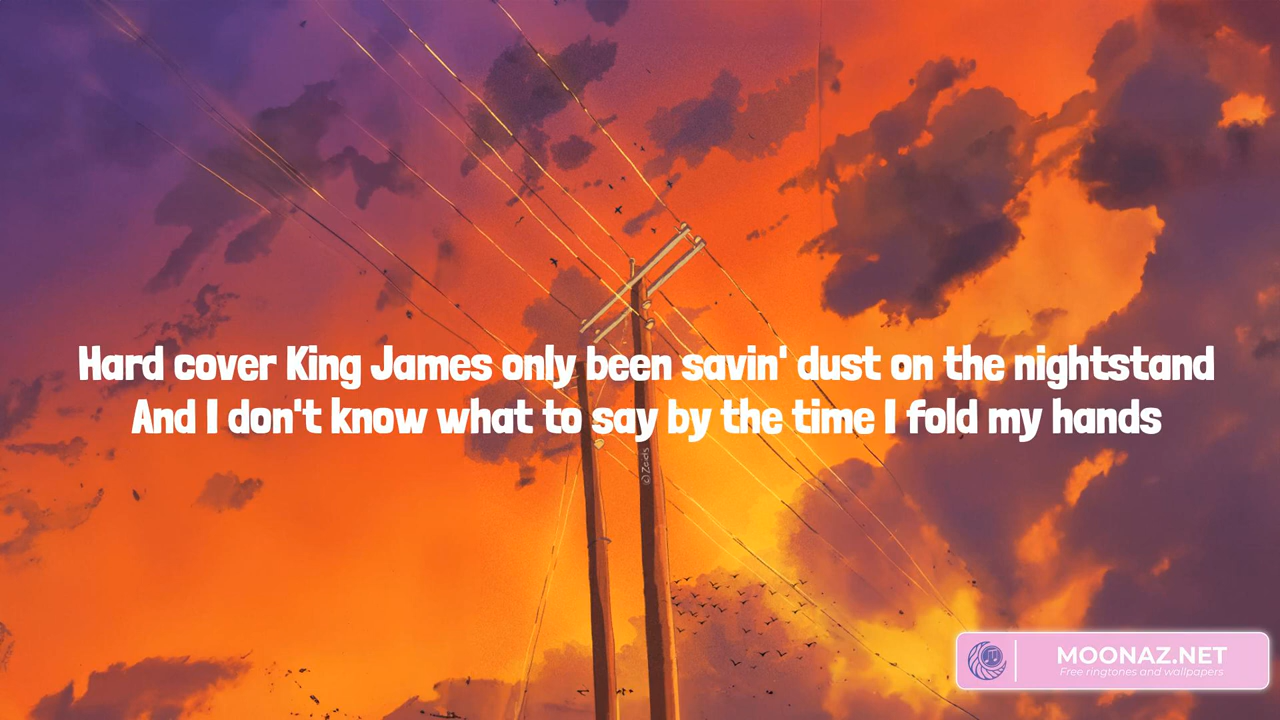 Hard cover King James only been savin' dust on the nightstand
And I don't know what to say by the time I fold my hands
MOONAZ.NET
Free ringtones and wallpapers